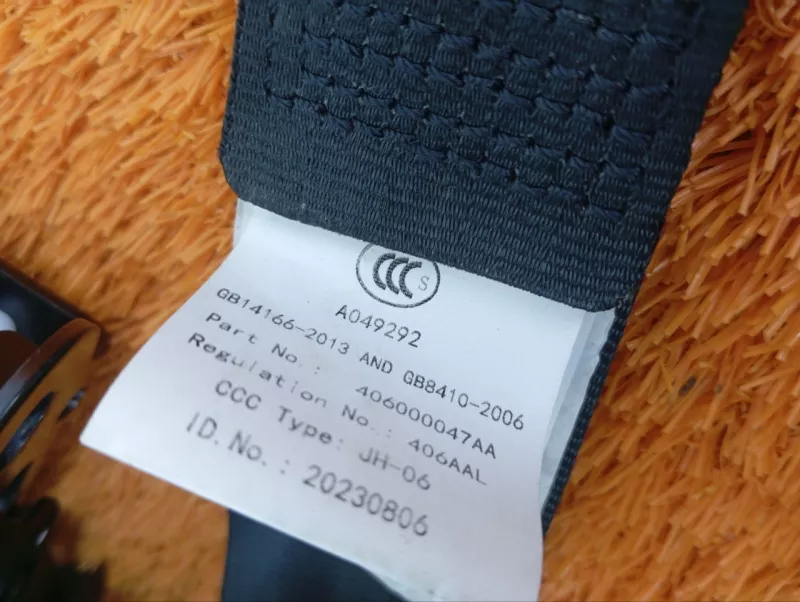 CCC S
A049292
GB14166-2013 AND GB8410-2006
Part No.: 406000047AA
Regulation No.: 406AAL
CCC Type: JH-06
ID.No.: 20230806